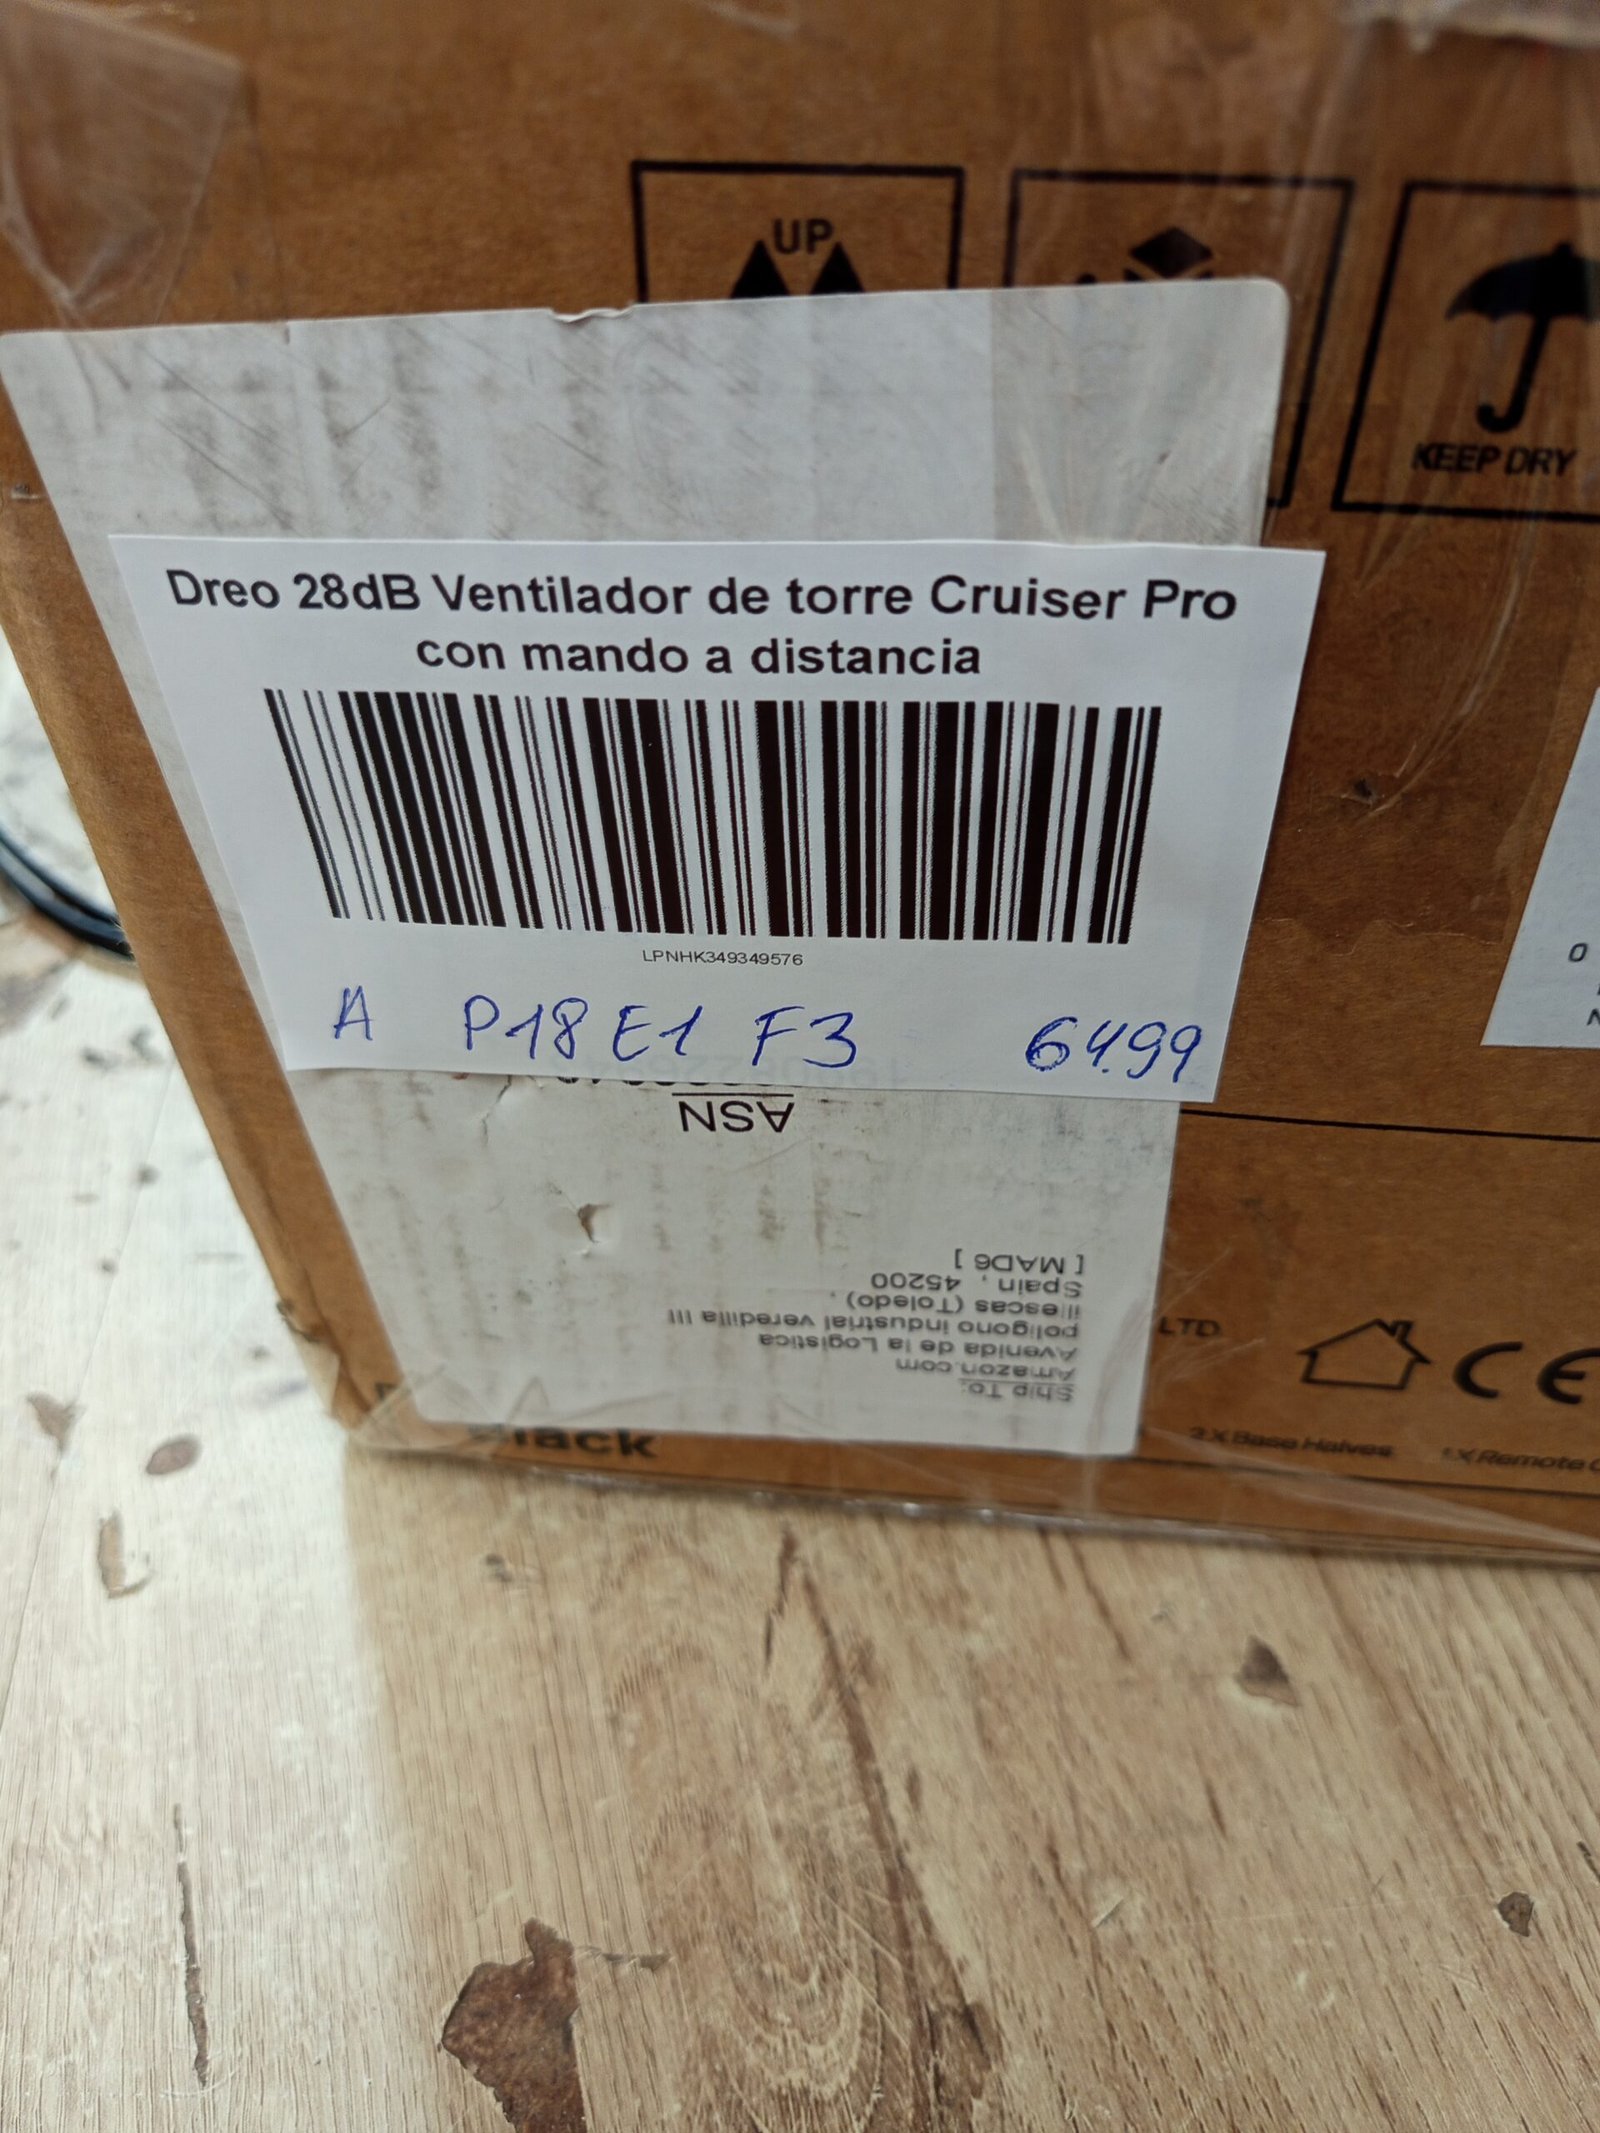 UP
KEEP DRY
Dreo 28dB Ventilador de torre Cruiser Pro
con mando a distancia
LPNHK349349576
A P18 E1 F3 64.99
ASN
Ship To:
Amazon.com
Avenida de la Logistica
poligono industrial veredilla III
illescas (Toledo) ,
Spain , 45200
[ MAD6 ]
LTD.
CE
2 X Base Halves 1 X Remote